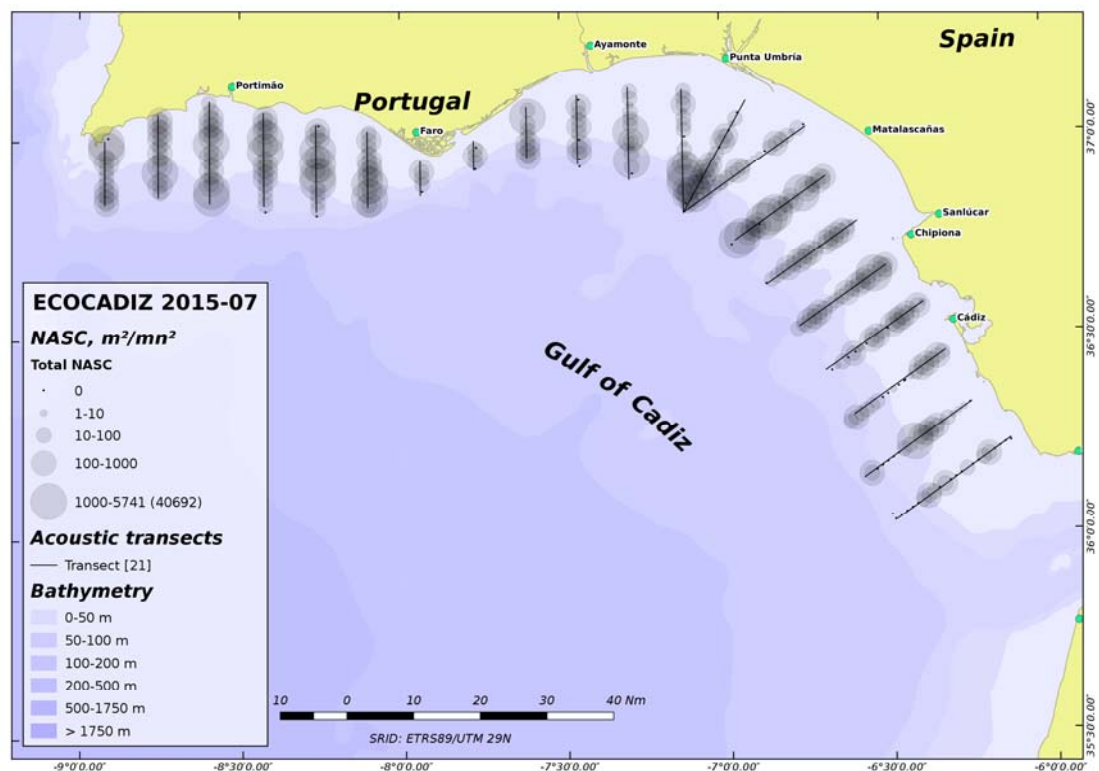 Spain
Ayamonte
Punta Umbría
Portimão
Portugal
Faro
Matalascañas
Sanlúcar
Chipiona
Cádiz
Gulf of Cadiz
37°0'0.00"
36°30'0.00"
36°0'0.00"
35°30'0.00"
ECOCADIZ 2015-07
NASC, m²/mn²
Total NASC
0
1-10
10-100
100-1000
1000-5741 (40692)
Acoustic transects
Transect [21]
Bathymetry
0-50 m
50-100 m
100-200 m
200-500 m
500-1750 m
> 1750 m
10 0 10 20 30 40 Nm
SRID: ETRS89/UTM 29N
-9°0'0.00" -8°30'0.00" -8°0'0.00" -7°30'0.00" -7°0'0.00" -6°30'0.00" -6°0'0.00"